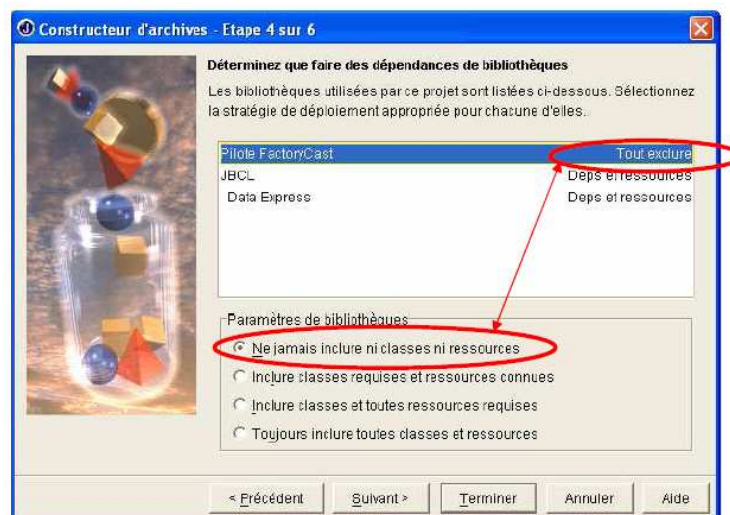 Constructeur d'archives - Etape 4 sur 6
Déterminez que faire des dépendances de bibliothèques
Les bibliothèques utilisées par ce projet sont listées ci-dessous. Sélectionnez
la stratégie de déploiement appropriée pour chacune d'elles.
Pilote FactoryCast Tout exclure
JBCL Deps et ressources
Data Express Deps et ressources
Paramètres de bibliothèques
Ne jamais inclure ni classes ni ressources
Inclure classes requises et ressources connues
Inclure classes et toutes ressources requises
Toujours inclure toutes classes et ressources
< Précédent Suivant > Terminer Annuler Aide